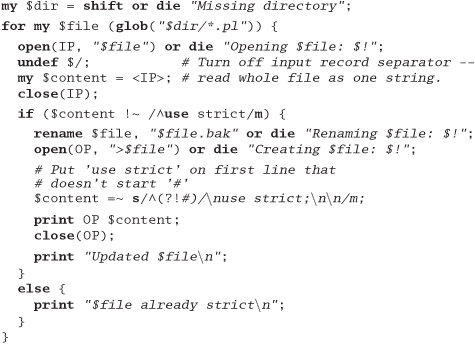 my $dir = shift or die "Missing directory";
for my $file (glob("$dir/*.pl")) {
open(IP, "$file") or die "Opening $file: $!";
undef $/; # Turn off input record separator --
my $content = <IP>; # read whole file as one string.
close(IP);
if ($content !~ /^use strict/m) {
rename $file, "$file.bak" or die "Renaming $file: $!";
open(OP, ">$file") or die "Creating $file: $!";
# Put 'use strict' on first line that
# doesn't start '#'
$content =~ s/^(?!#)/\nuse strict;\n\n/m;
print OP $content;
close(OP);
print "Updated $file\n";
}
else {
print "$file already strict\n";
}
}